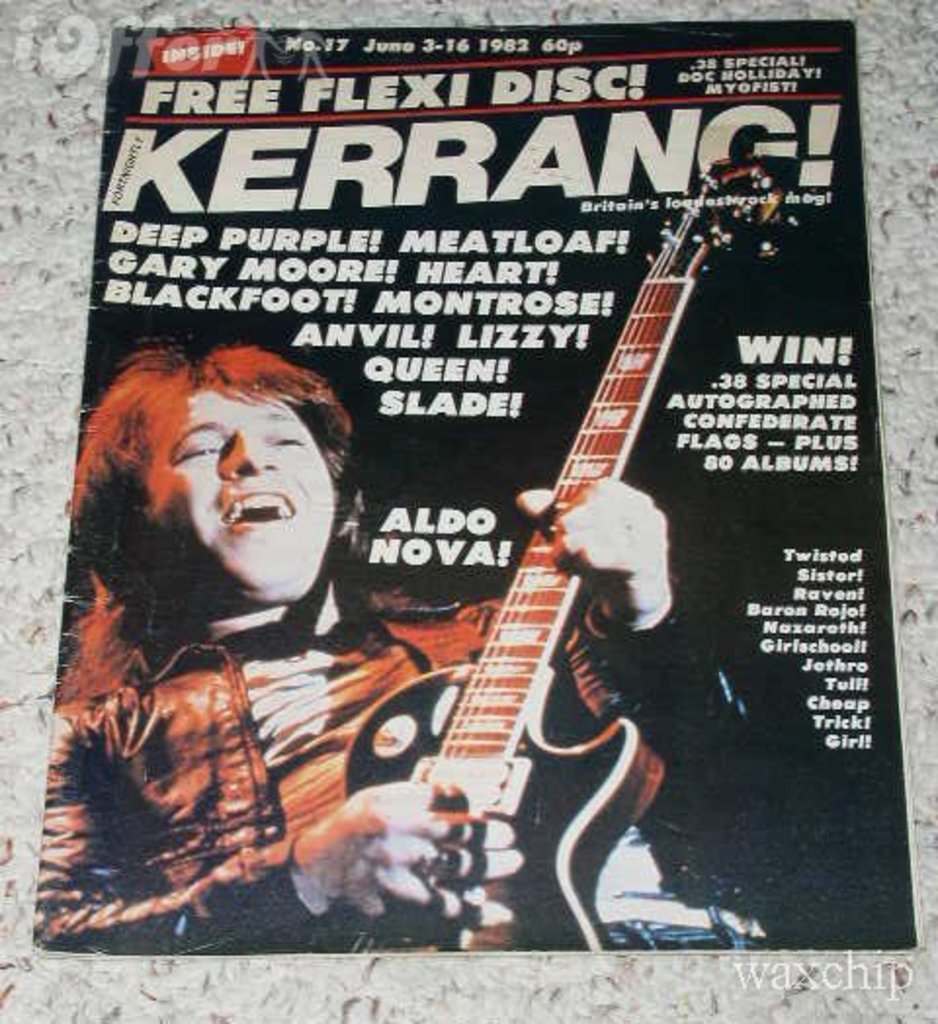 iOffer
INSIDE!
No.17 June 3-16 1982 60p
FREE FLEXI DISC!
.38 SPECIAL!
DOC HOLLIDAY!
MYOFIST!
FORTNIGHTLY
KERRANG!
Britain's loudest rock mag!
DEEP PURPLE! MEATLOAF!
GARY MOORE! HEART!
BLACKFOOT! MONTROSE!
ANVIL! LIZZY!
QUEEN!
SLADE!
WIN!
.38 SPECIAL
AUTOGRAPHED
CONFEDERATE
FLAGS – PLUS
80 ALBUMS!
ALDO
NOVA!
Twisted
Sister!
Raven!
Baron Rojo!
Nazareth!
Girlschool!
Jethro
Tull!
Cheap
Trick!
Girl!
waxchip